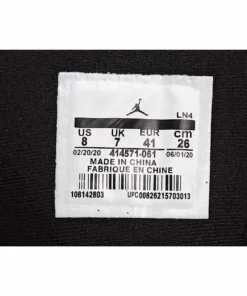 LN4
US UK EUR cm
8 7 41 26
02/20/20 414571-061 06/01/20
MADE IN CHINA
FABRIQUE EN CHINE
108142803 UPC00826215703013